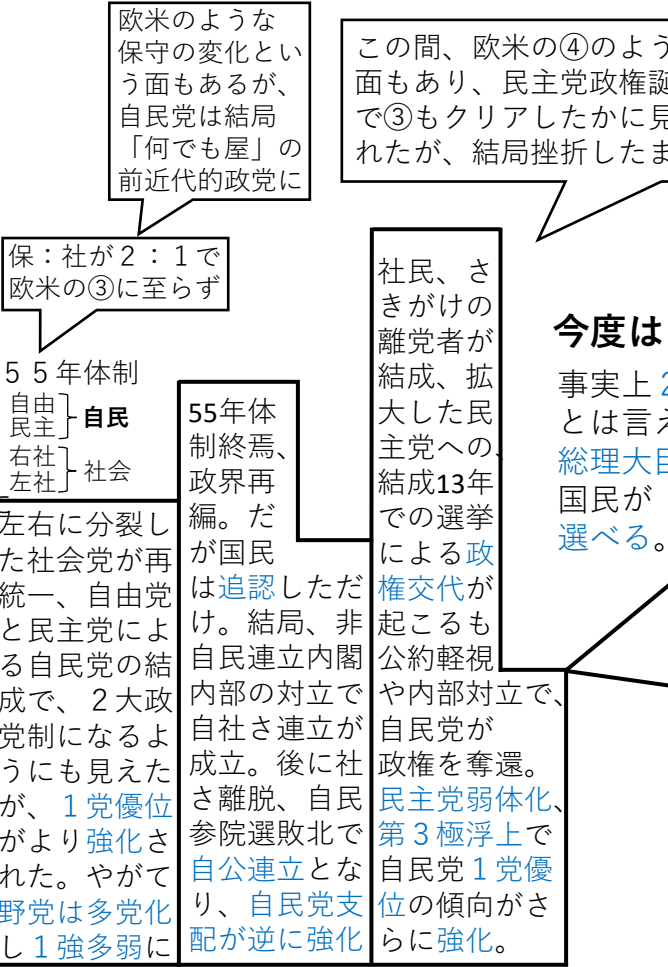 欧米のような
保守の変化とい
う面もあるが、
自民党は結局
「何でも屋」の
前近代的政党に
この間、欧米の④のよう
面もあり、民主党政権誕
で③もクリアしたかに見
れたが、結局挫折したま
保：社が２：１で
欧米の③に至らず
５５年体制
自由
民主
自民
右社
左社
社会
左右に分裂し
た社会党が再
統一、自由党
と民主党によ
る自民党の結
成で、２大政
党制になるよ
うにも見えた
が、１党優位
がより強化さ
れた。やがて
野党は多党化
し１強多弱に
55年体
制終焉、
政界再
編。だ
が国民
は追認しただ
け。結局、非
自民連立内閣
内部の対立で
自社さ連立が
成立。後に社
さ離脱、自民
参院選敗北で
自公連立とな
り、自民党支
配が逆に強化
社民、さ
きがけの
離党者が
結成、拡
大した民
主党への、
結成13年
での選挙
による政
権交代が
起こるも
公約軽視
や内部対立で、
自民党が
政権を奪還。
民主党弱体化、
第３極浮上で
自民党１党優
位の傾向がさ
らに強化。
今度は
事実上
とは言え
総理大臣
国民が
選べる。